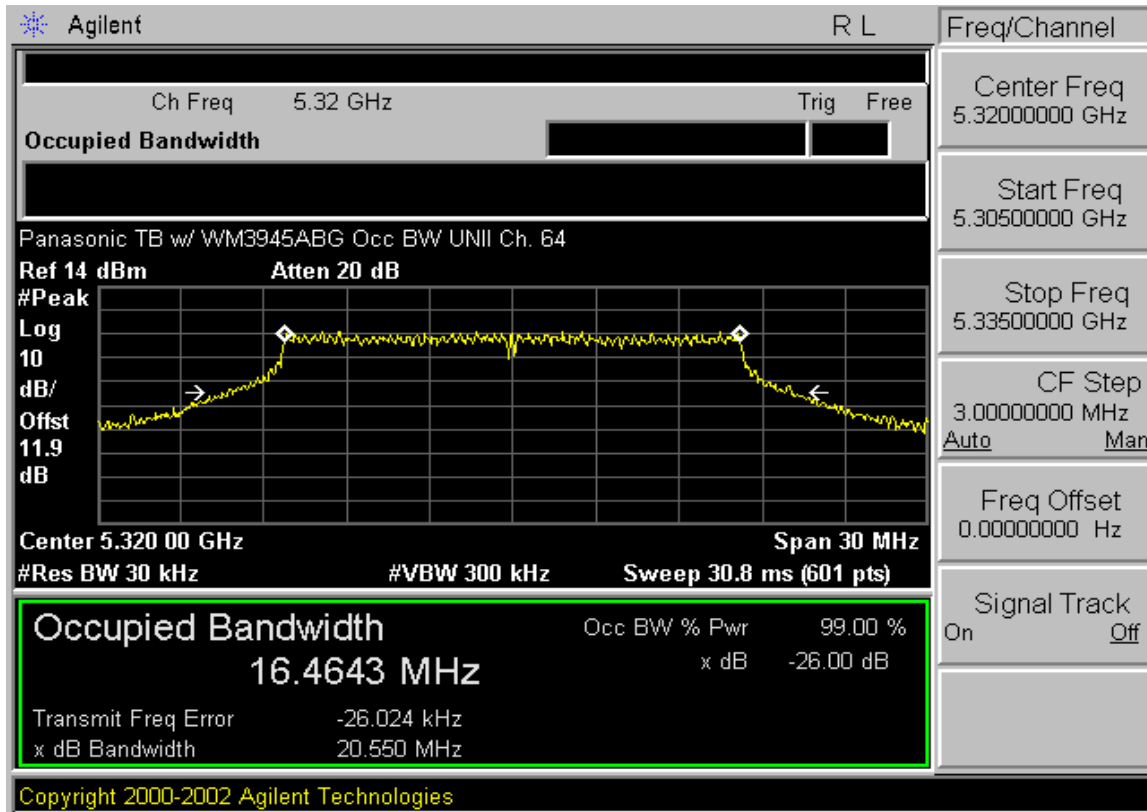 Agilent R L
Ch Freq 5.32 GHz Trig Free
Occupied Bandwidth
Panasonic TB w/ WM3945ABG Occ BW UNII Ch. 64
Ref 14 dBm Atten 20 dB
#Peak
Log
10
dB/
Offst
11.9
dB
Center 5.320 00 GHz Span 30 MHz
#Res BW 30 kHz #VBW 300 kHz Sweep 30.8 ms (601 pts)
Occupied Bandwidth Occ BW % Pwr 99.00 %
16.4643 MHz x dB -26.00 dB
Transmit Freq Error -26.024 kHz
x dB Bandwidth 20.550 MHz
Copyright 2000-2002 Agilent Technologies
Freq/Channel
Center Freq
5.32000000 GHz
Start Freq
5.30500000 GHz
Stop Freq
5.33500000 GHz
CF Step
3.00000000 MHz
Auto Man
Freq Offset
0.00000000 Hz
Signal Track
On Off